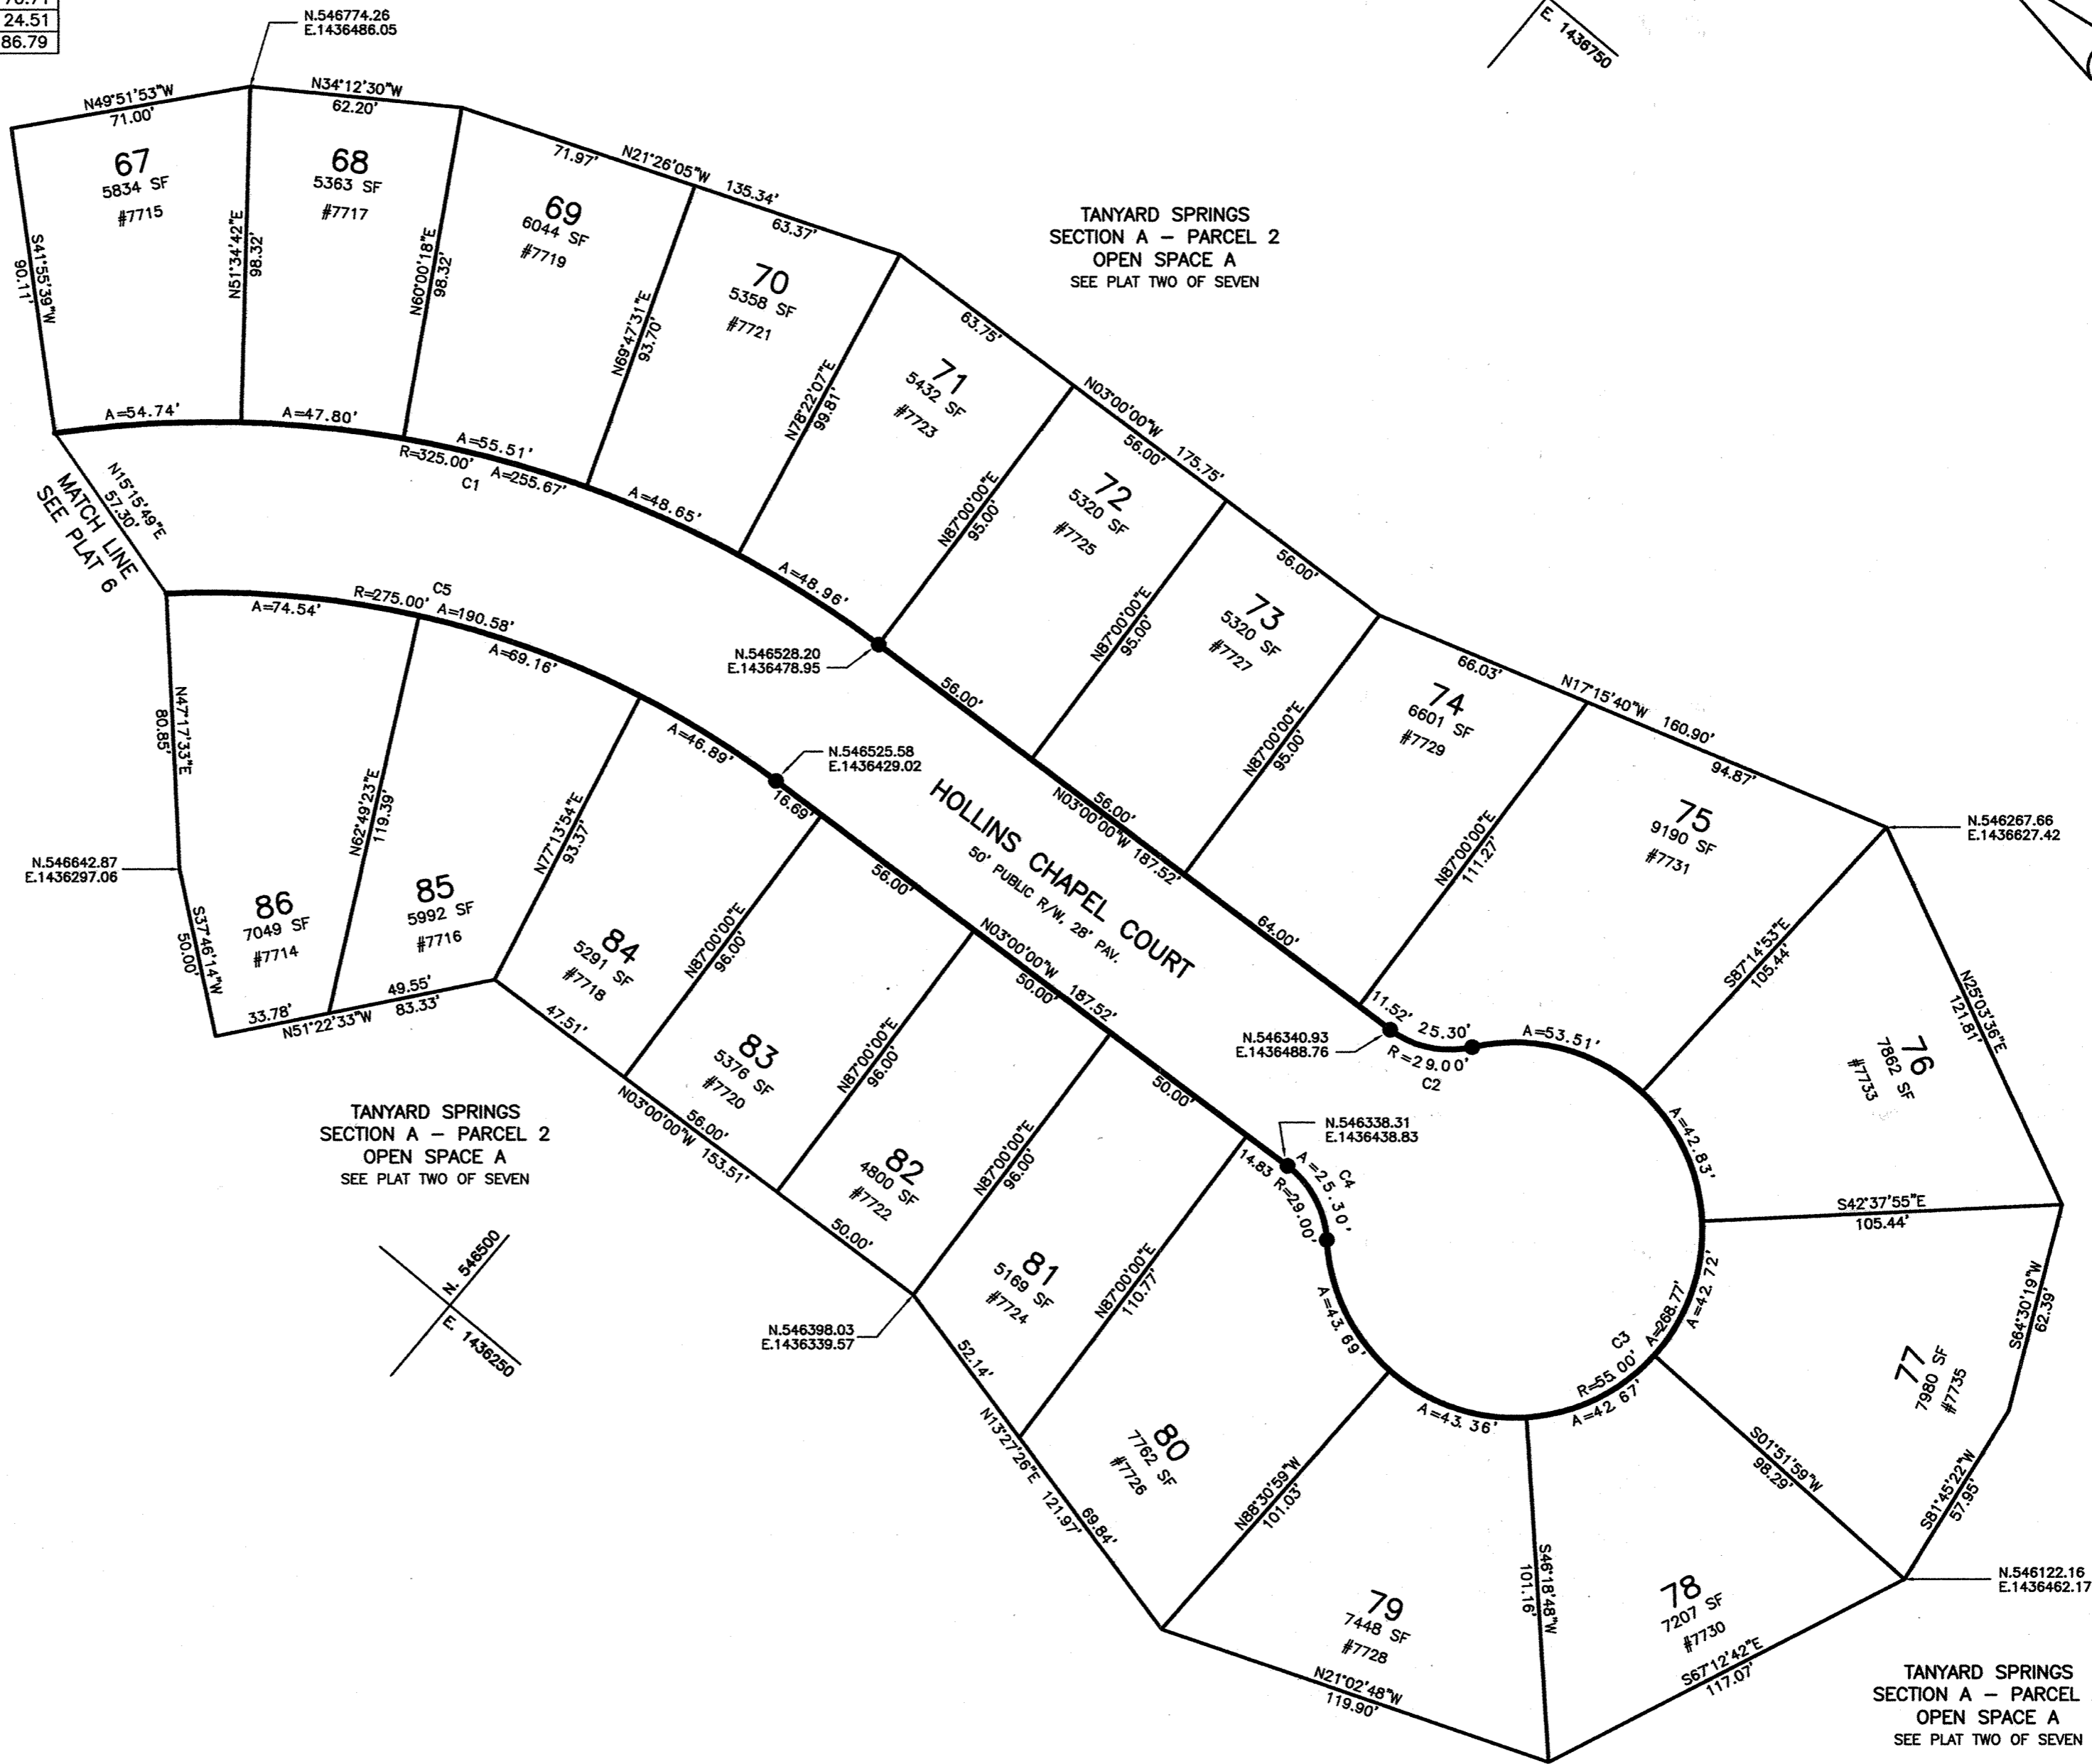 24.51
86.79
N.546774.26
E.1436486.05
E. 1436750
N49°51'53"W
71.00'
N34°12'30"W
62.20'
71.97'
N21°26'05"W 135.34'
63.37'
67
5834 SF
#7715
68
5363 SF
#7717
69
6044 SF
#7719
70
5358 SF
#7721
71
5432 SF
#7723
72
5320 SF
#7725
73
5320 SF
#7727
74
6601 SF
#7729
75
9190 SF
#7731
76
7862 SF
#7733
77
7980 SF
#7735
78
7207 SF
#7730
79
7448 SF
#7728
80
7762 SF
#7726
81
5169 SF
#7724
82
4800 SF
#7722
83
5376 SF
#7720
84
5291 SF
#7718
85
5992 SF
#7716
86
7049 SF
#7714
TANYARD SPRINGS
SECTION A – PARCEL 2
OPEN SPACE A
SEE PLAT TWO OF SEVEN
S41°55'39"W
90.11'
N51°34'42"E
98.32'
N60°00'18"E
98.32'
N69°47'31"E
93.70'
N78°22'07"E
99.81'
N87°00'00"E
95.00'
N87°00'00"E
95.00'
N87°00'00"E
95.00'
N87°00'00"E
111.27'
63.75'
N03°00'00"W 175.75'
56.00'
56.00'
66.03'
N17°15'40"W 160.90'
94.87'
N.546267.66
E.1436627.42
A=54.74'
A=47.80'
A=55.51'
R=325.00' A=255.67'
C1
A=48.65'
A=48.96'
N15°15'49"E
57.30'
MATCH LINE
SEE PLAT 6
C5
R=275.00' A=190.58'
A=74.54'
A=69.16'
A=46.89'
N.546528.20
E.1436478.95
N.546525.58
E.1436429.02
56.00'
56.00'
N03°00'00"W 187.52'
64.00'
11.52'
HOLLINS CHAPEL COURT
50' PUBLIC R/W, 28' PAV.
16.69'
56.00'
N03°00'00"W 187.52'
50.00'
50.00'
14.83
N47°17'33"E
80.85'
N.546642.87
E.1436297.06
S37°46'14"W
50.00'
N62°49'23"E
119.39'
N77°13'54"E
93.37'
33.78'
49.55'
N51°22'33"W 83.33'
N87°00'00"E
96.00'
N87°00'00"E
96.00'
N87°00'00"E
96.00'
N87°00'00"E
110.77'
47.51'
56.00'
N03°00'00"W 153.51'
50.00'
N.546340.93
E.1436488.76
25.30'
R=29.00'
C2
A=53.51'
N.546338.31
E.1436438.83
C4
A=25.30'
R=29.00'
A=42.83'
A=42.72'
C3
R=55.00' A=268.77'
A=42.67'
A=43.36'
A=43.69'
S87°14'53"E
105.44'
N25°03'36"E
121.81'
S42°37'55"E
105.44'
S64°30'19"W
62.39'
S81°45'22"W
57.95'
S01°51'59"W
98.29'
N.546122.16
E.1436462.17
S67°12'42"E
117.07'
S46°18'48"W
101.16'
N21°02'48"W
119.90'
N88°30'59"W
101.03'
52.14'
N13°27'26"E 121.97'
69.84'
N.546398.03
E.1436339.57
TANYARD SPRINGS
SECTION A – PARCEL 2
OPEN SPACE A
SEE PLAT TWO OF SEVEN
N. 546500
E. 1436250
TANYARD SPRINGS
SECTION A – PARCEL
OPEN SPACE A
SEE PLAT TWO OF SEVEN